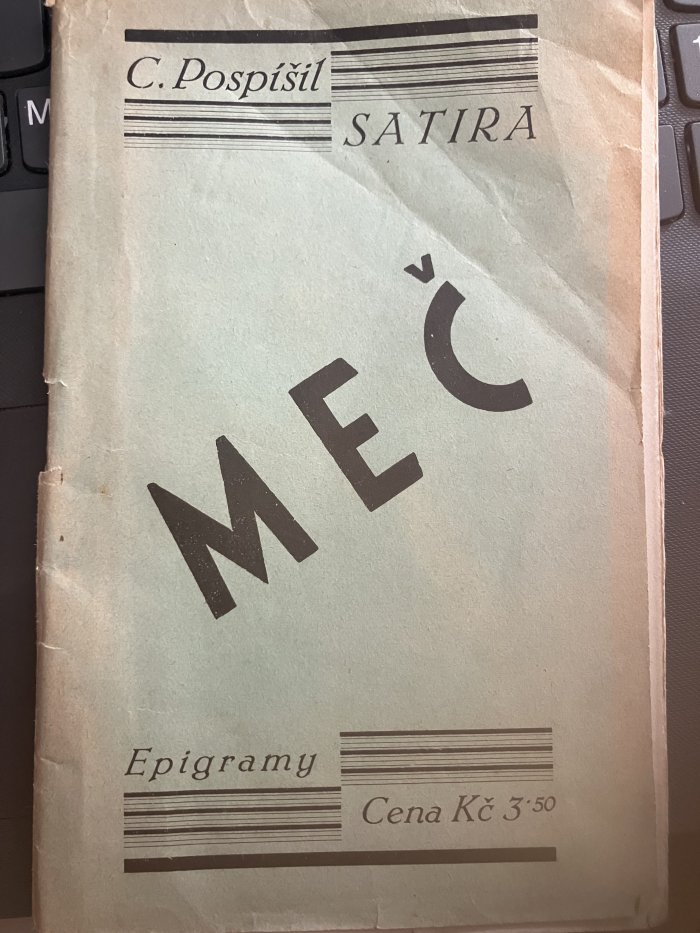 C. Pospíšil
SATIRA
MEČ
Epigramy
Cena Kč 3·50
M